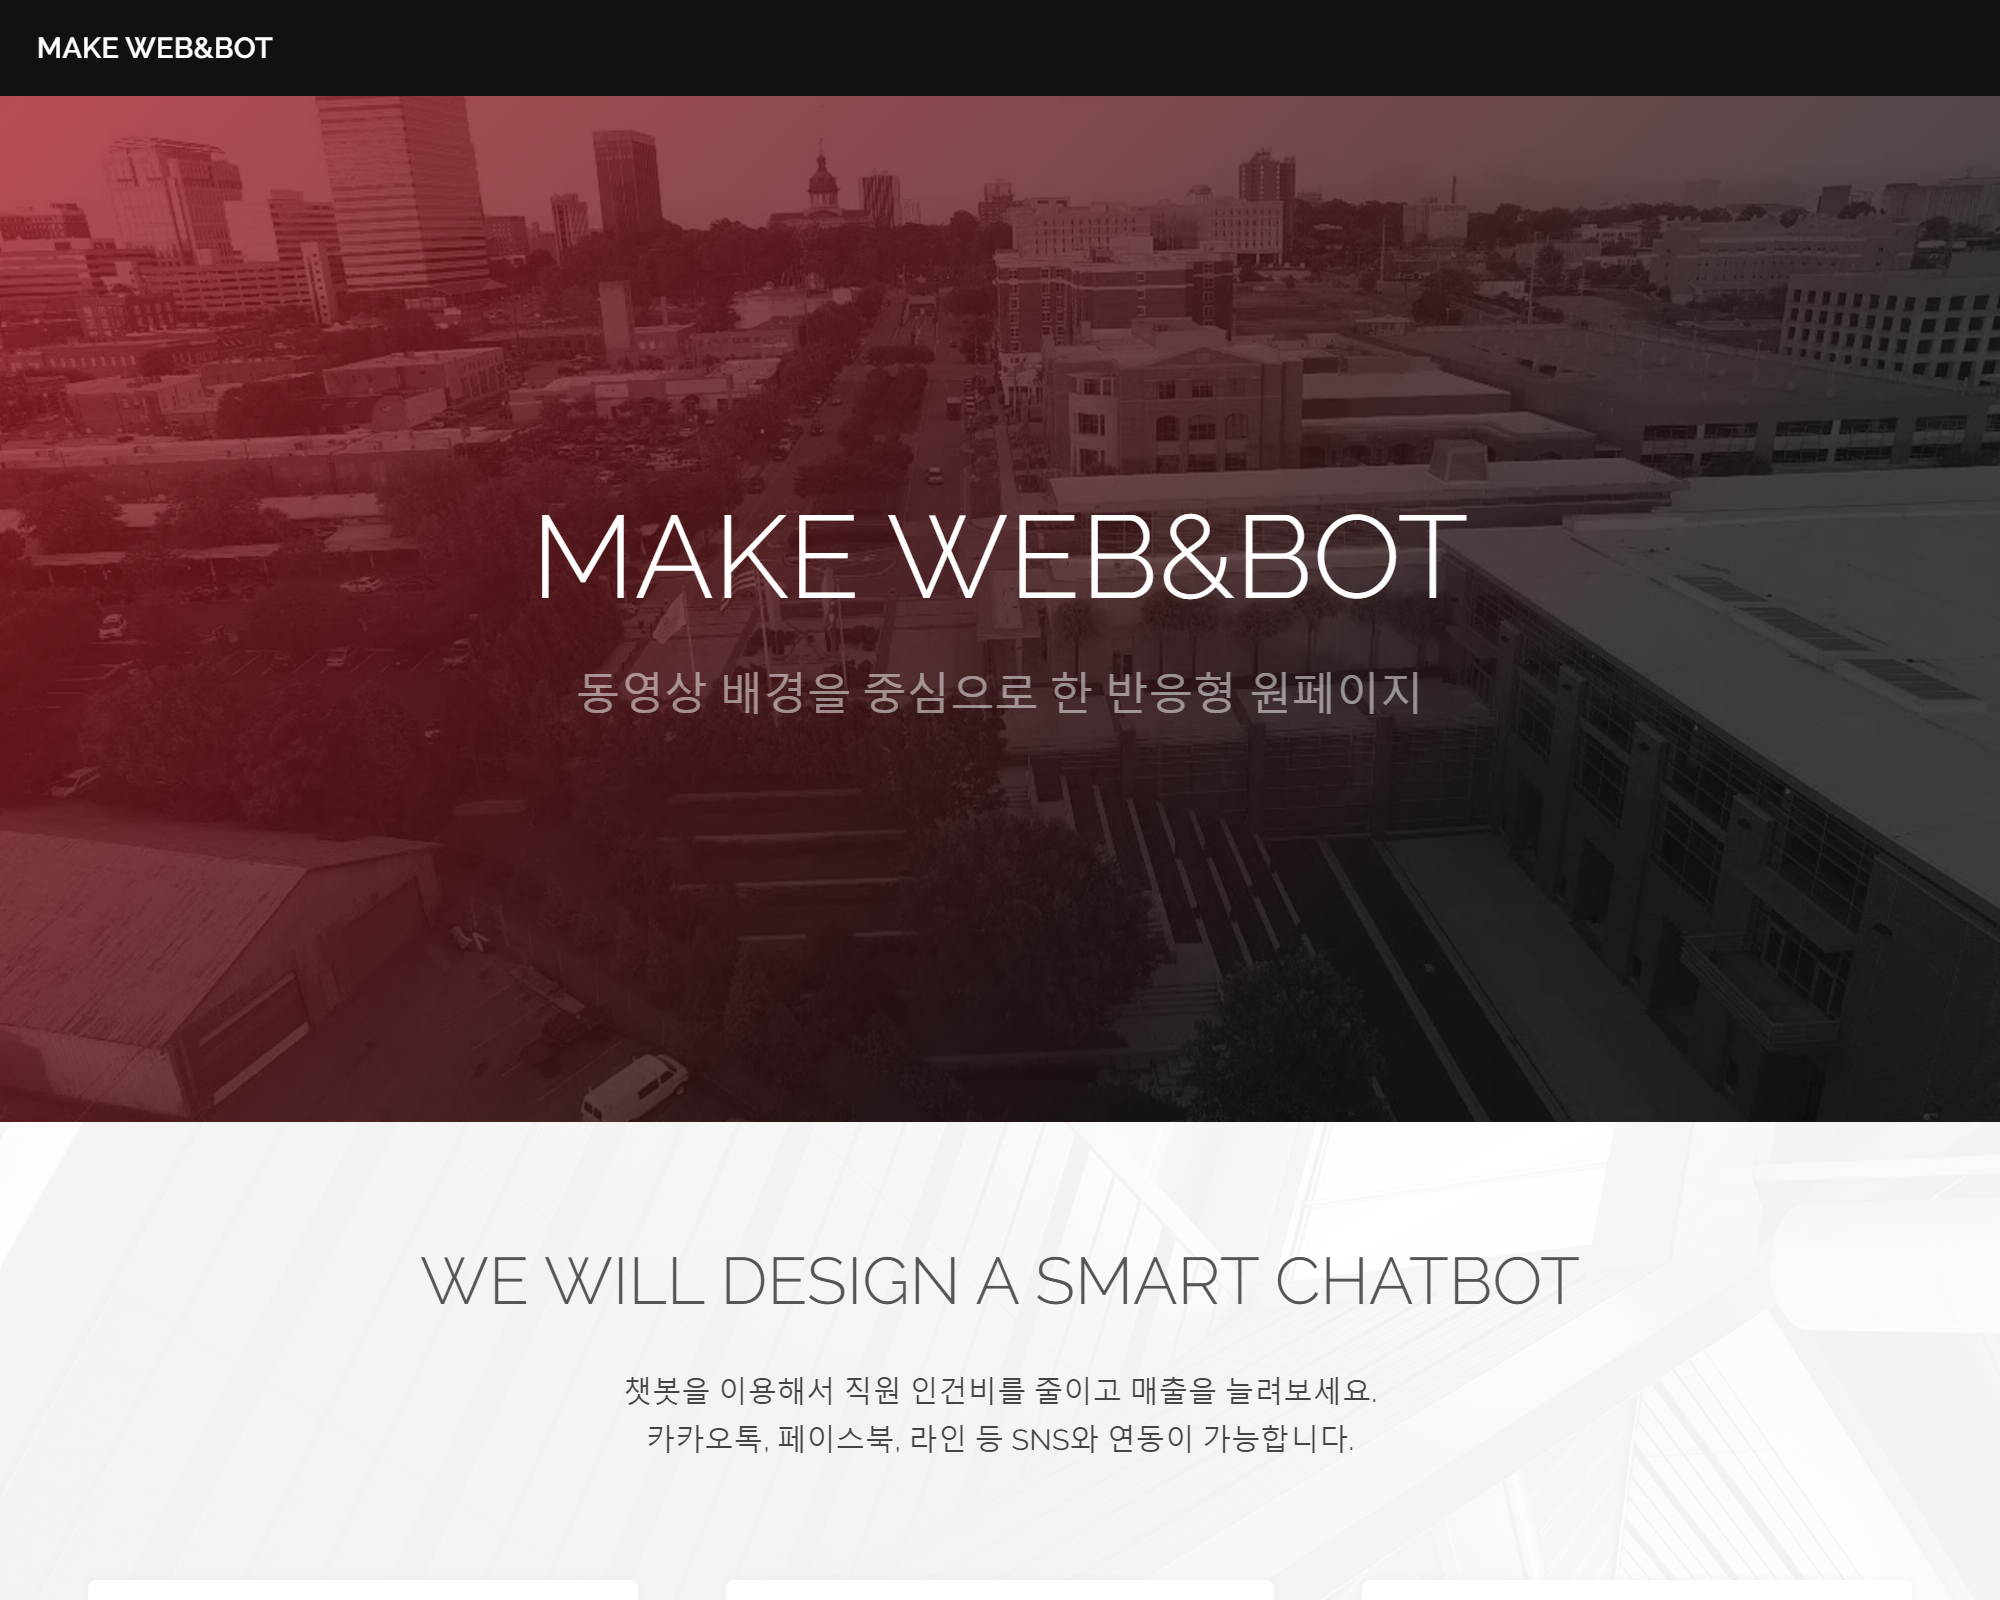 MAKE WEB&BOT
MAKE WEB&BOT
동영상 배경을 중심으로 한 반응형 원페이지
WE WILL DESIGN A SMART CHATBOT
챗봇을 이용해서 직원 인건비를 줄이고 매출을 늘려보세요.
카카오톡, 페이스북, 라인 등 SNS와 연동이 가능합니다.